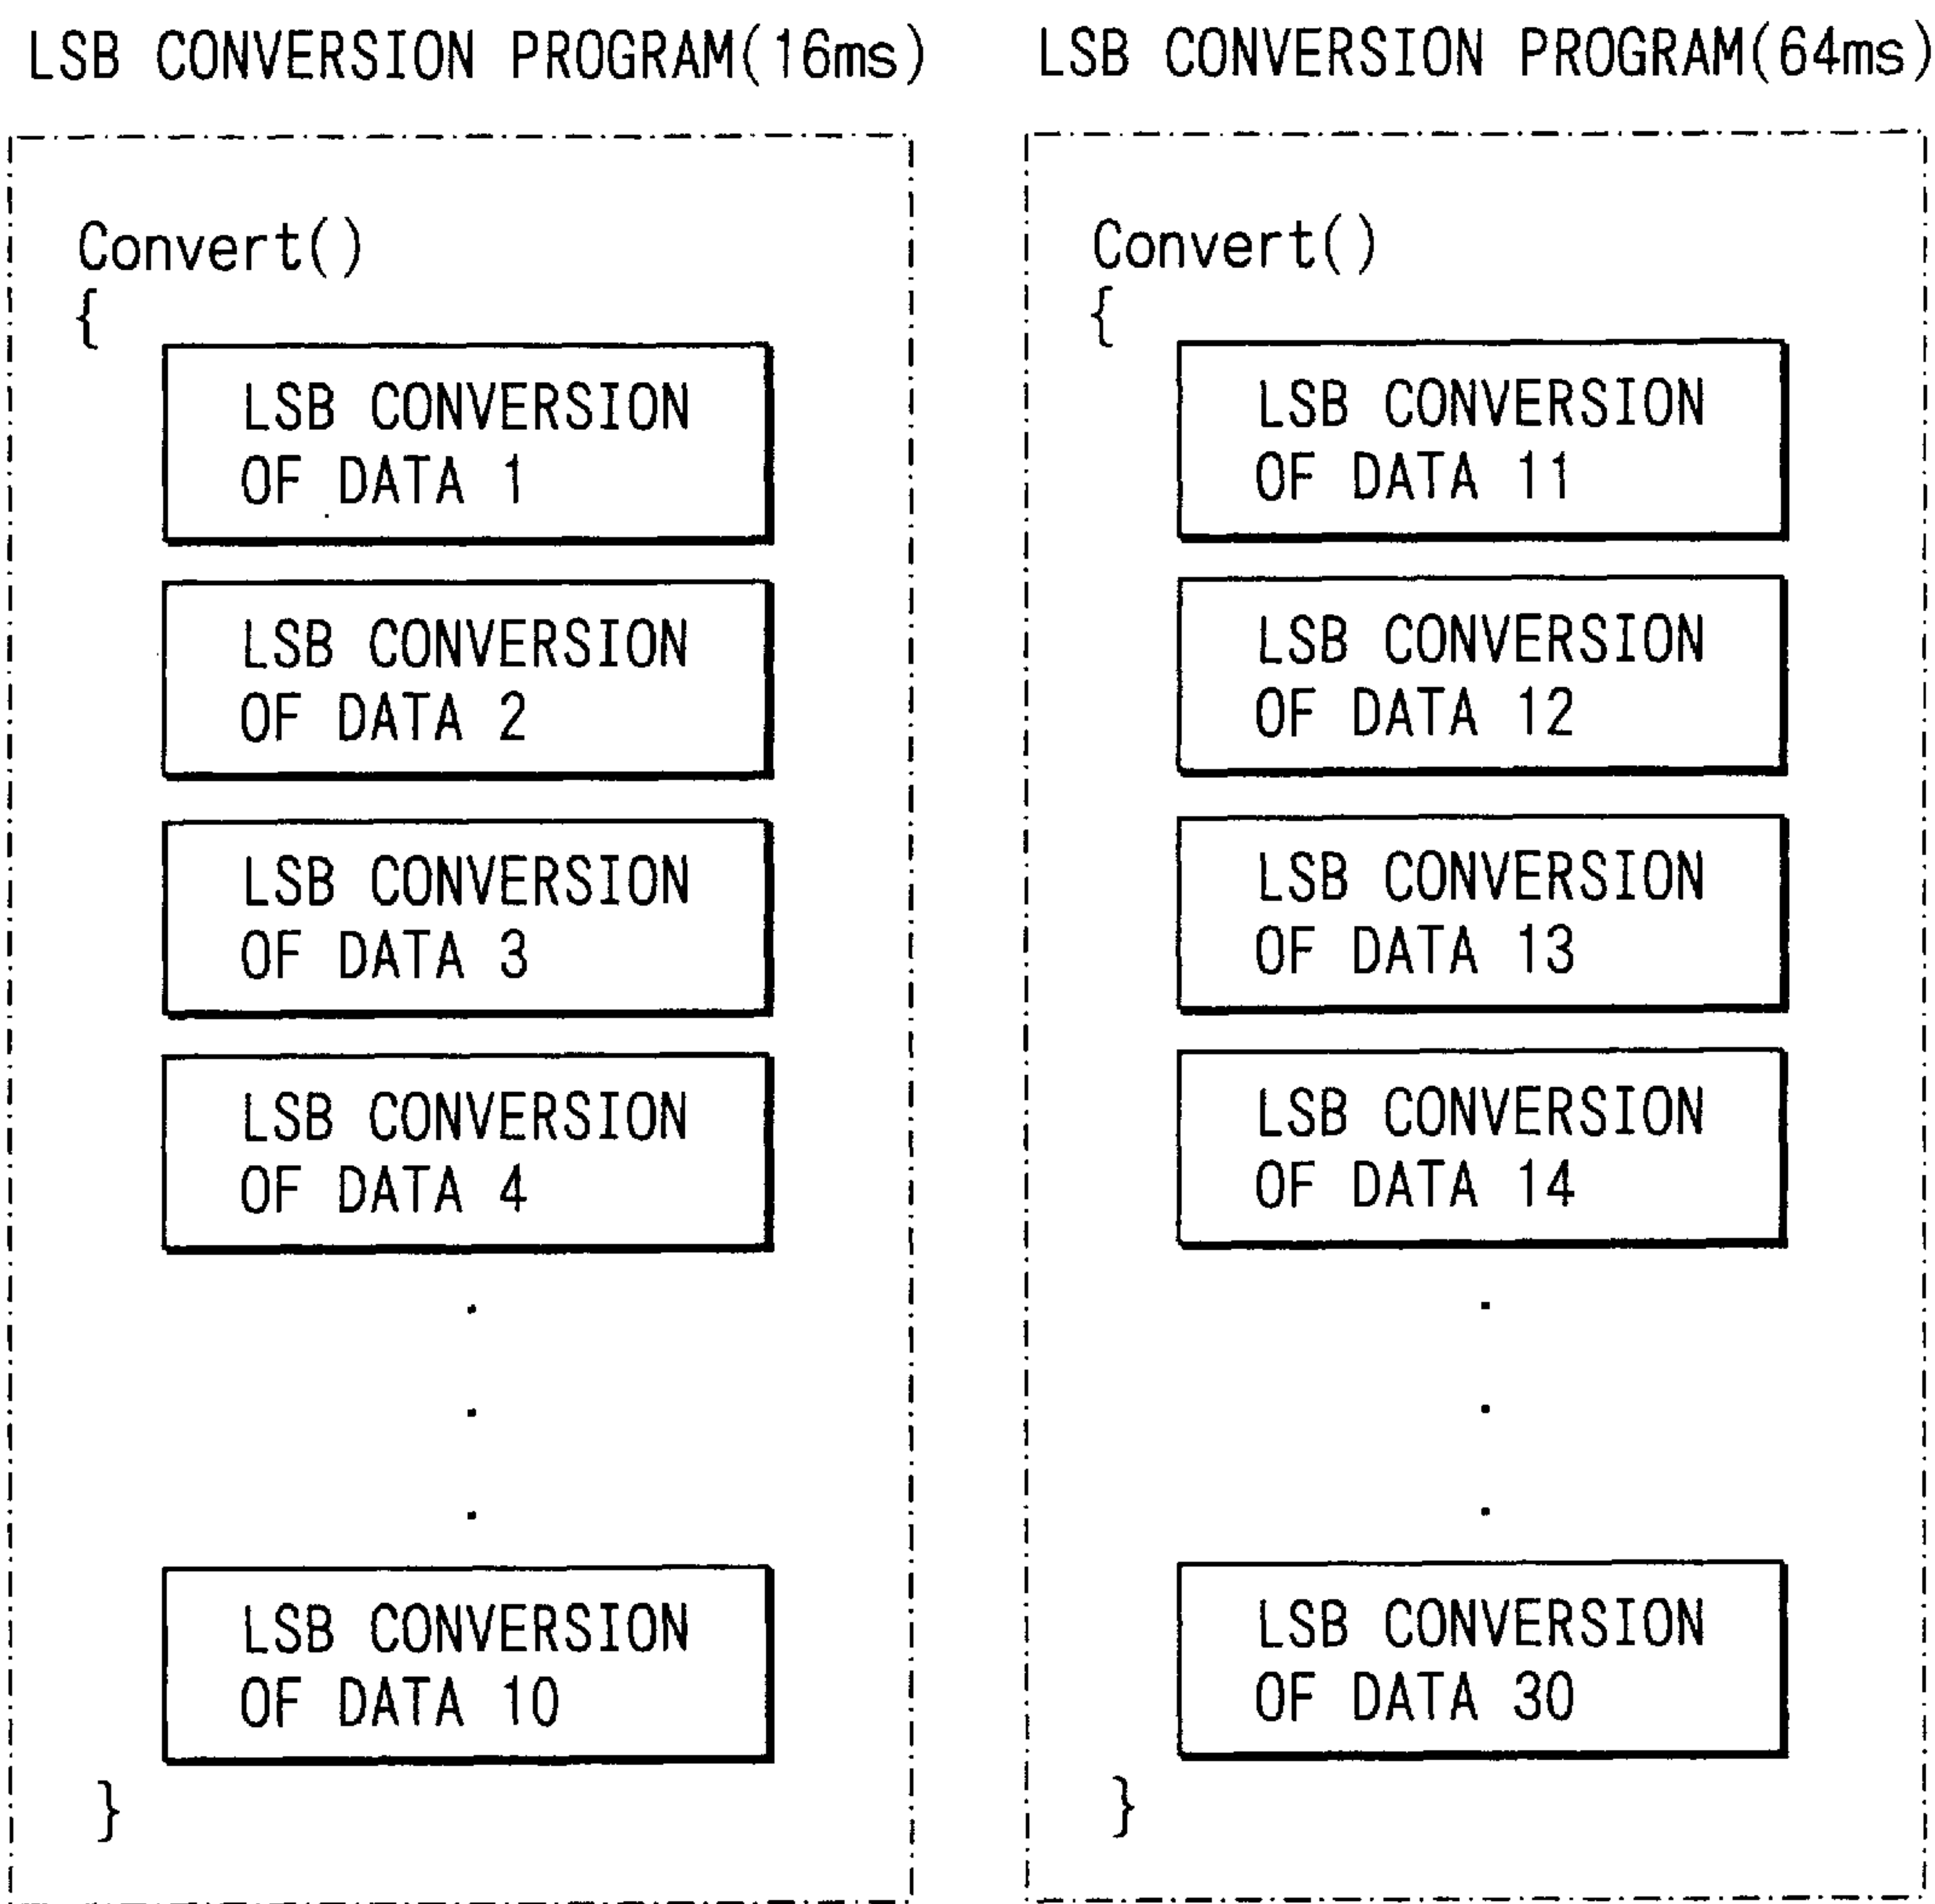 LSB CONVERSION PROGRAM(16ms)
Convert()
{
LSB CONVERSION
OF DATA 1
LSB CONVERSION
OF DATA 2
LSB CONVERSION
OF DATA 3
LSB CONVERSION
OF DATA 4
.
.
.
LSB CONVERSION
OF DATA 10
}
LSB CONVERSION PROGRAM(64ms)
Convert()
{
LSB CONVERSION
OF DATA 11
LSB CONVERSION
OF DATA 12
LSB CONVERSION
OF DATA 13
LSB CONVERSION
OF DATA 14
.
.
.
LSB CONVERSION
OF DATA 30
}